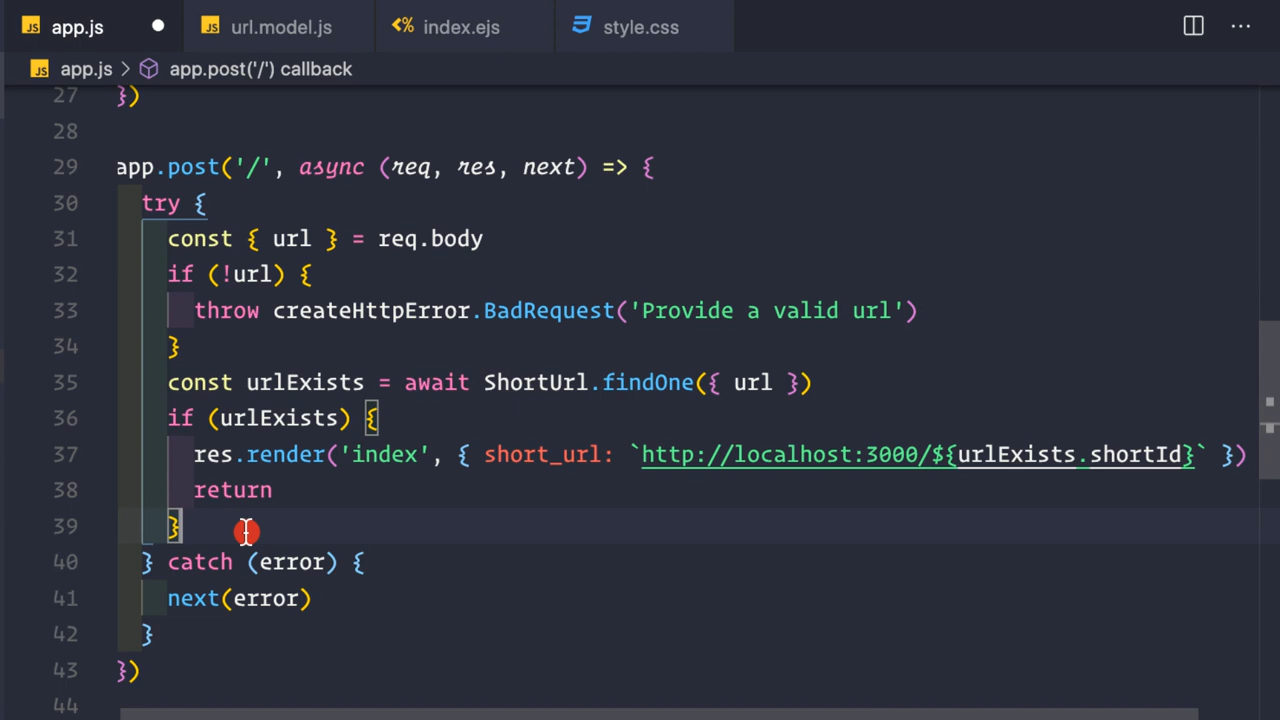 JS app.js JS url.model.js <% index.ejs style.css ...
JS app.js > app.post('/') callback
27 })
28
29 app.post('/', async (req, res, next) => {
30 try {
31 const { url } = req.body
32 if (!url) {
33 throw createHttpError.BadRequest('Provide a valid url')
34 }
35 const urlExists = await ShortUrl.findOne({ url })
36 if (urlExists) {
37 res.render('index', { short_url: `http://localhost:3000/${urlExists.shortId}` })
38 return
39 }
40 } catch (error) {
41 next(error)
42 }
43 })
44